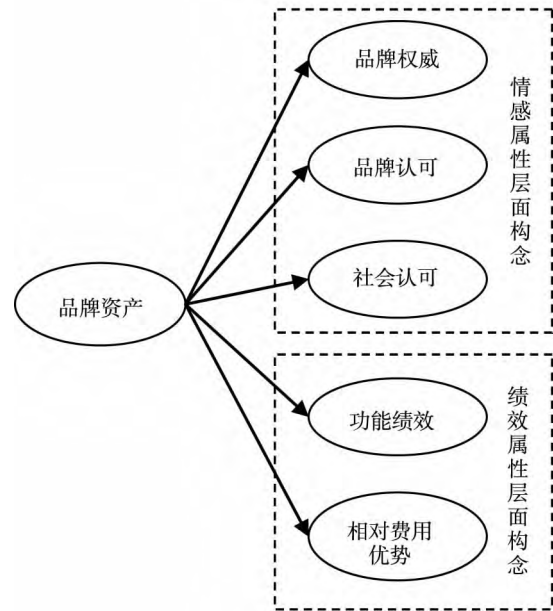 品牌权威
品牌认可
社会认可
情感属性层面构念
品牌资产
功能绩效
相对费用
优势
绩效属性层面构念